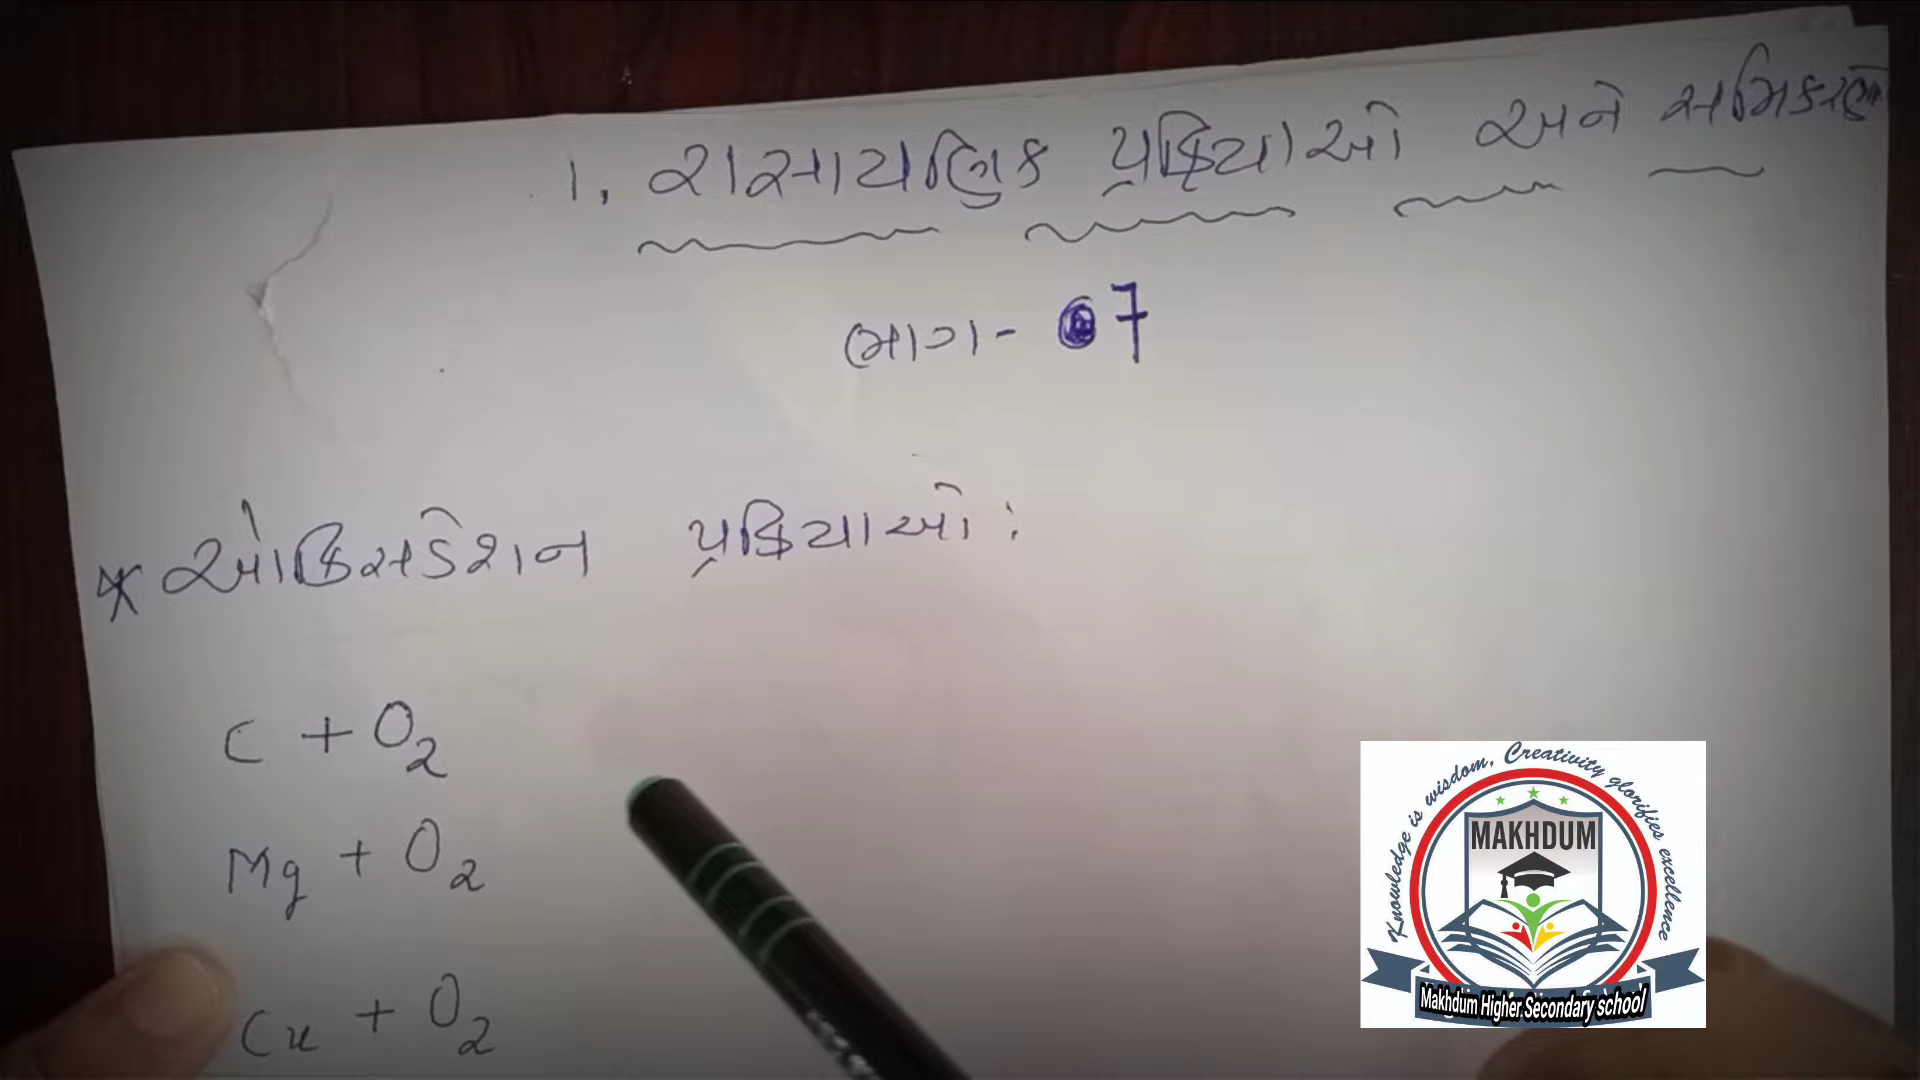 1. રાસાયણિક પ્રક્રિયાઓ અને સમીકરણો
ભાગ - 7
* ઓક્સિડેશન પ્રક્રિયાઓ :
C + O2
Mg + O2
Cu + O2
Knowledge is wisdom, Creativity glorifies excellence
MAKHDUM
Makhdum Higher Secondary school